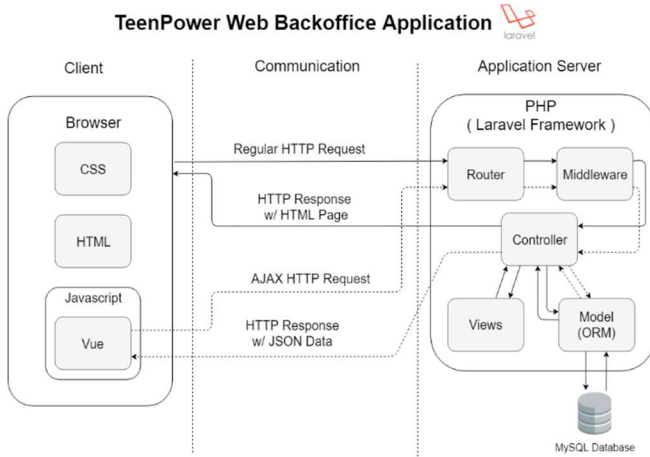 TeenPower Web Backoffice Application
laravel
Client
Communication
Application Server
Browser
CSS
HTML
Javascript
Vue
Regular HTTP Request
HTTP Response
w/ HTML Page
AJAX HTTP Request
HTTP Response
w/ JSON Data
PHP
( Laravel Framework )
Router
Middleware
Controller
Views
Model
(ORM)
MySQL Database